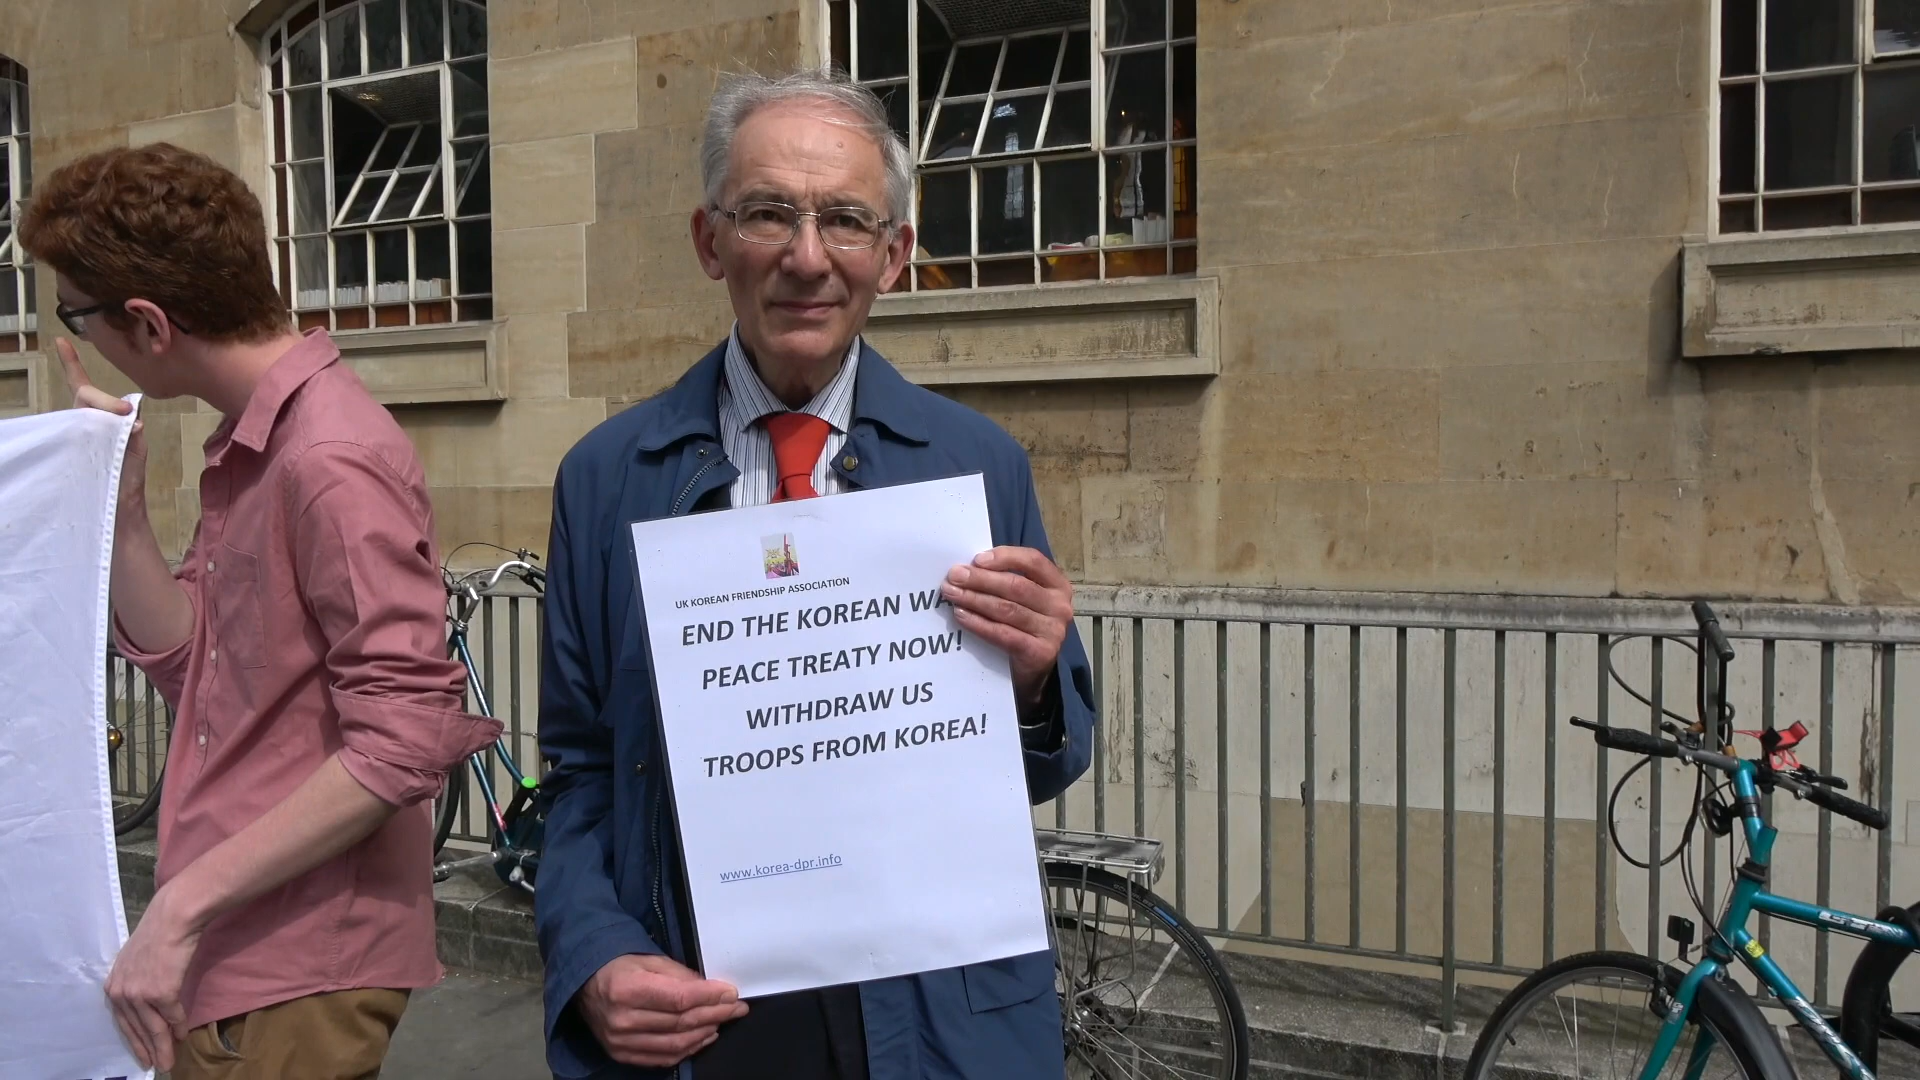 UK KOREAN FRIENDSHIP ASSOCIATION
END THE KOREAN WA
PEACE TREATY NOW!
WITHDRAW US
TROOPS FROM KOREA!
www.korea-dpr.info